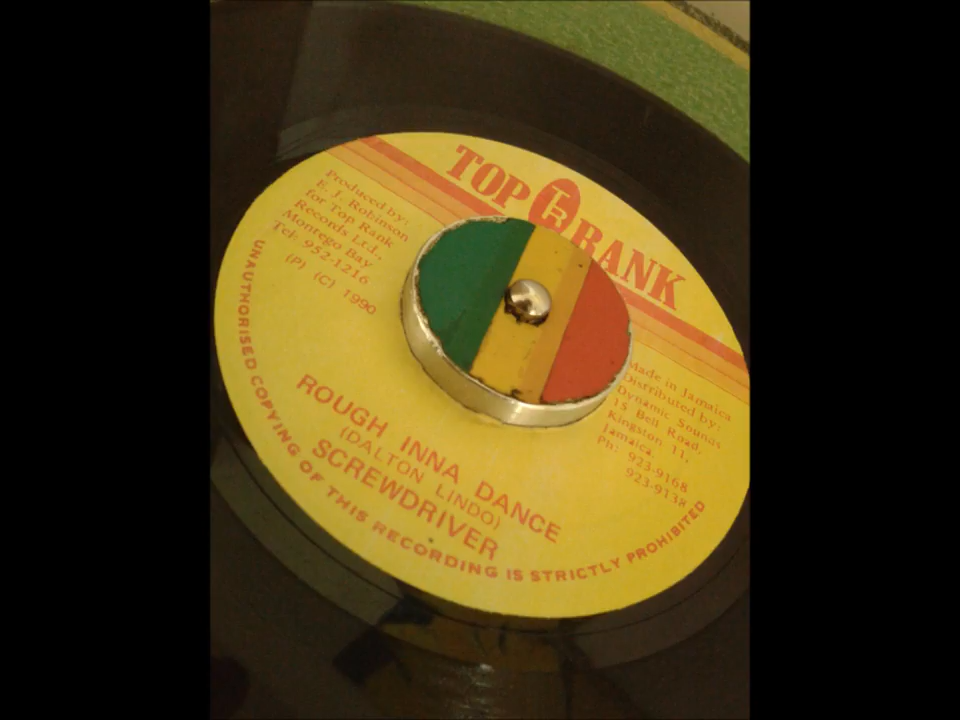 TOP TR RANK
Produced by:
E. J. Robinson
for Top Rank
Records Ltd.,
Montego Bay
Tel: 952-1216
(P) (C) 1990
Made in Jamaica
Distributed by:
Dynamic Sounds
15 Bell Road,
Kingston 11,
Jamaica.
Ph: 923-9168
923-9138
ROUGH INNA DANCE
(DALTON LINDO)
SCREWDRIVER
UNAUTHORISED COPYING OF THIS RECORDING IS STRICTLY PROHIBITED